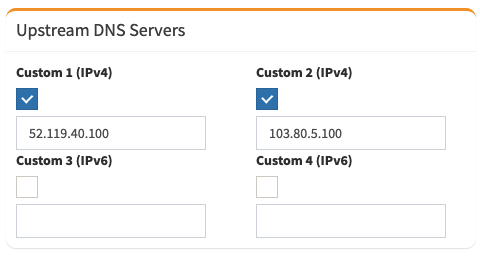 Upstream DNS Servers
Custom 1 (IPv4)
Custom 2 (IPv4)
52.119.40.100
103.80.5.100
Custom 3 (IPv6)
Custom 4 (IPv6)